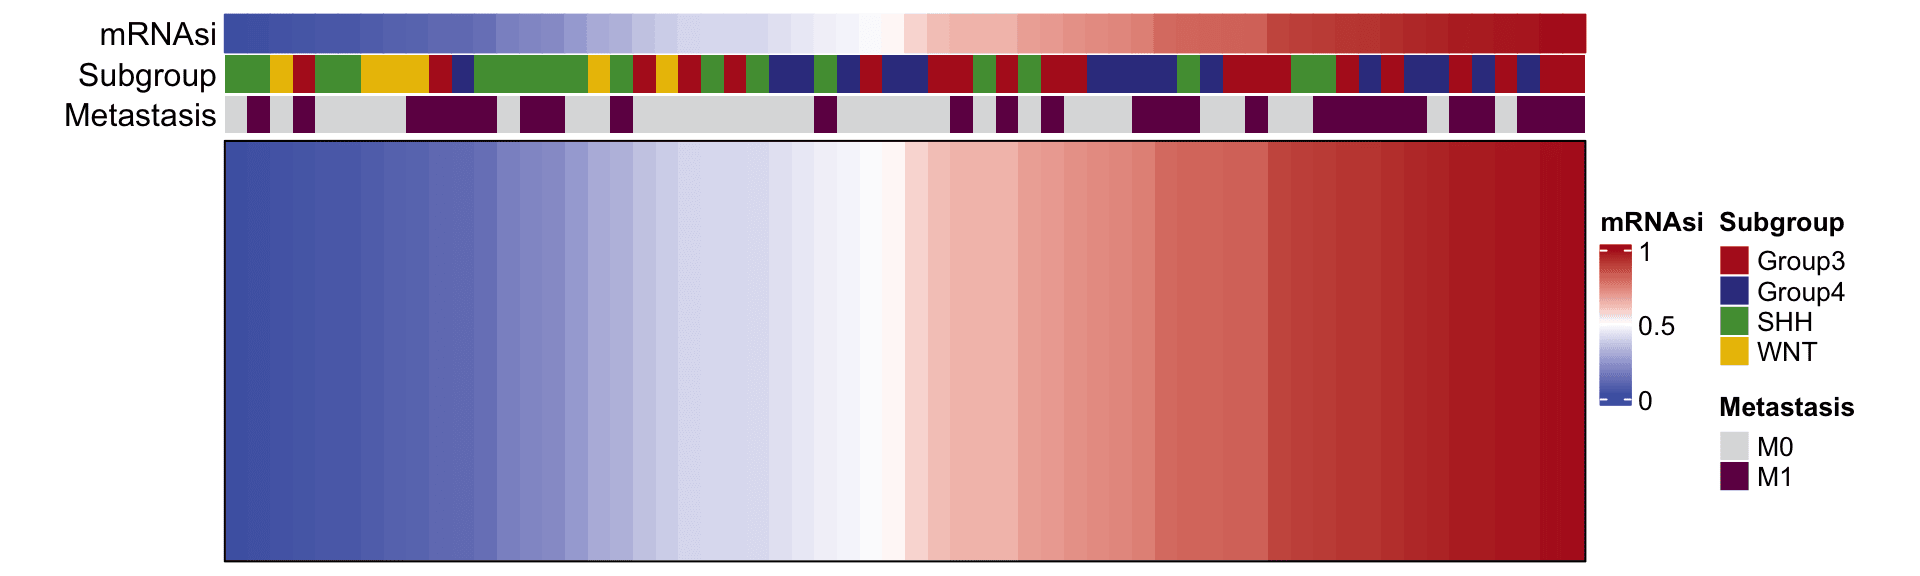 mRNAsi
Subgroup
Metastasis
mRNAsi
1
0.5
0
Subgroup
Group3
Group4
SHH
WNT
Metastasis
M0
M1